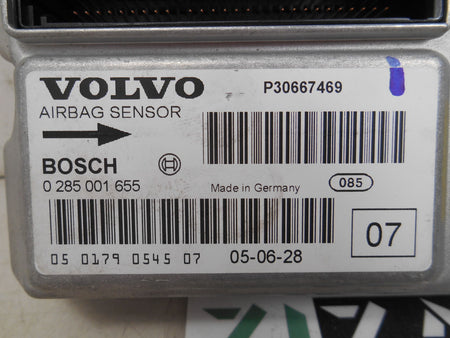 VOLVO P30667469
AIRBAG SENSOR
BOSCH
0 285 001 655 Made in Germany 085
07
05 0179 0545 07 05-06-28